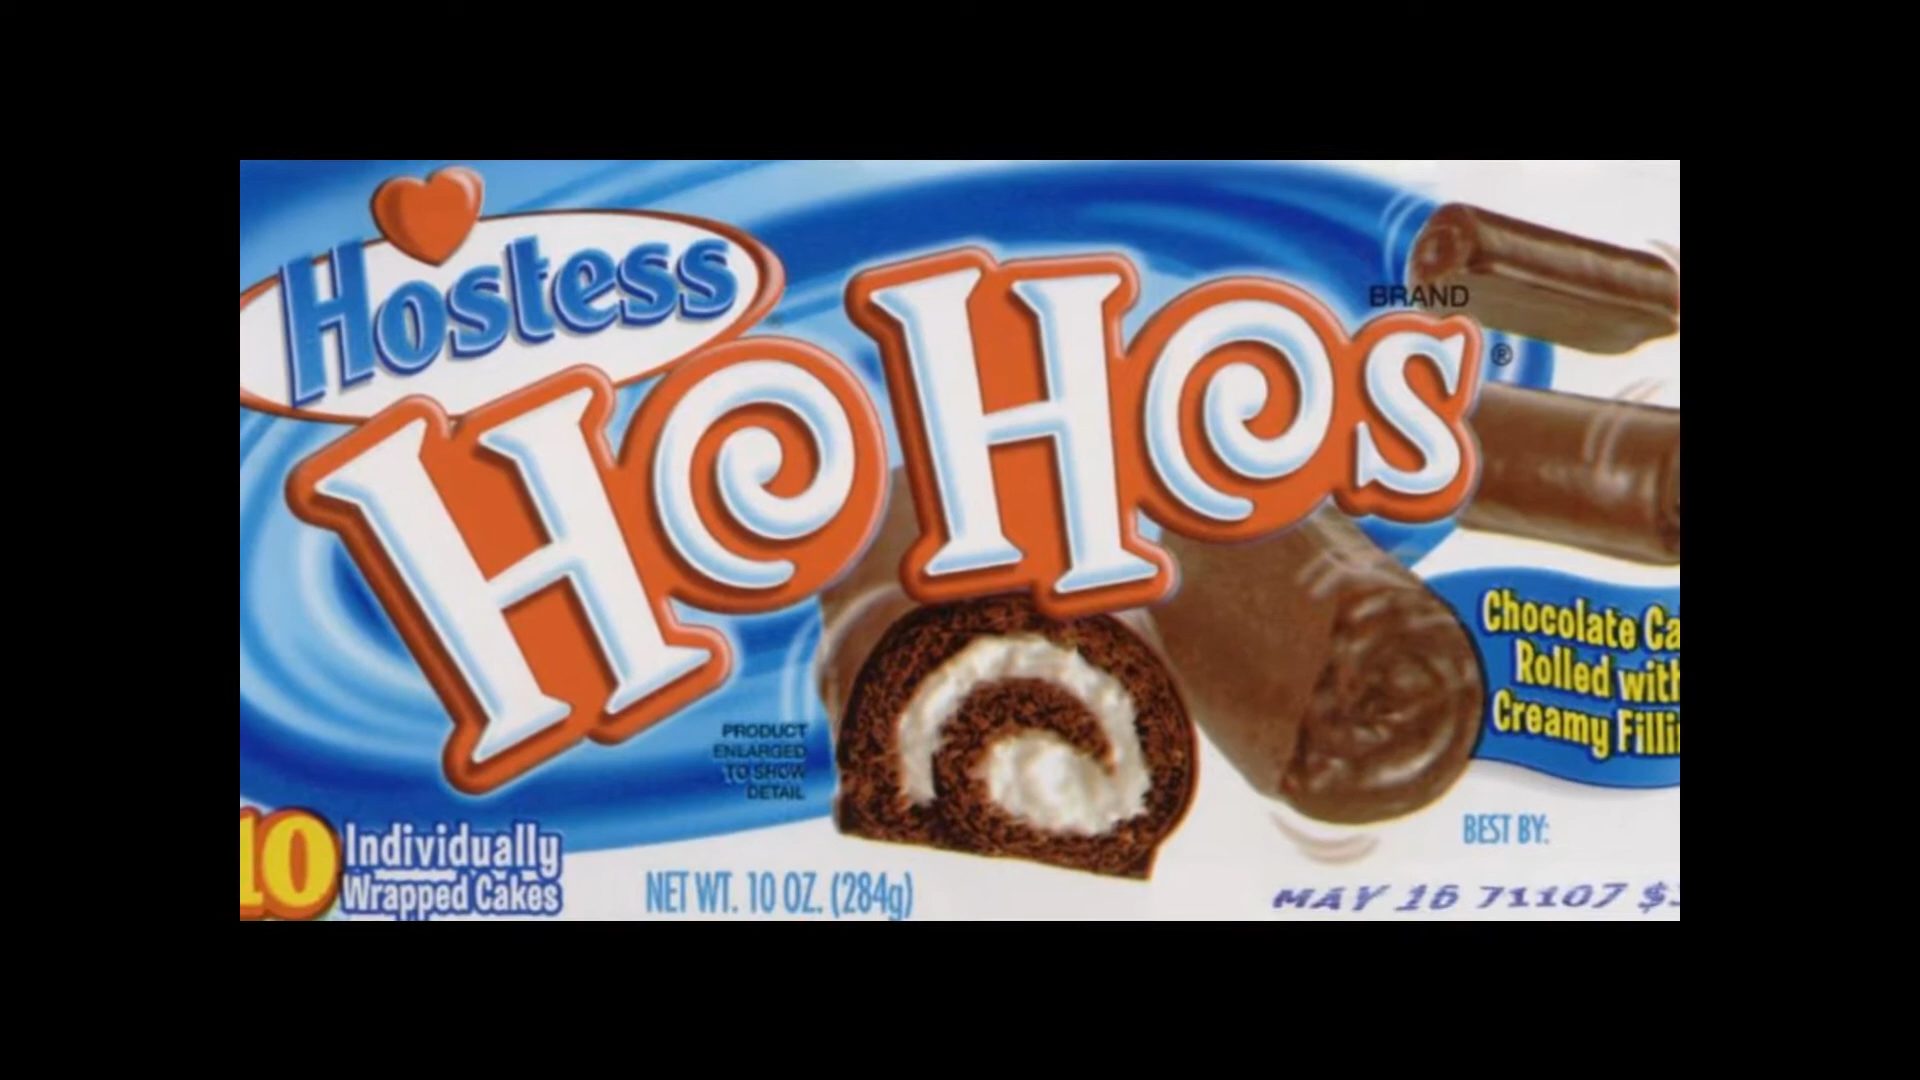 Hostess
HoHos
BRAND
®
Chocolate Ca
Rolled with
Creamy Filli
PRODUCT
ENLARGED
TO SHOW
DETAIL
10 Individually
Wrapped Cakes
NET WT. 10 OZ. (284g)
BEST BY:
MAY 16 71107 $